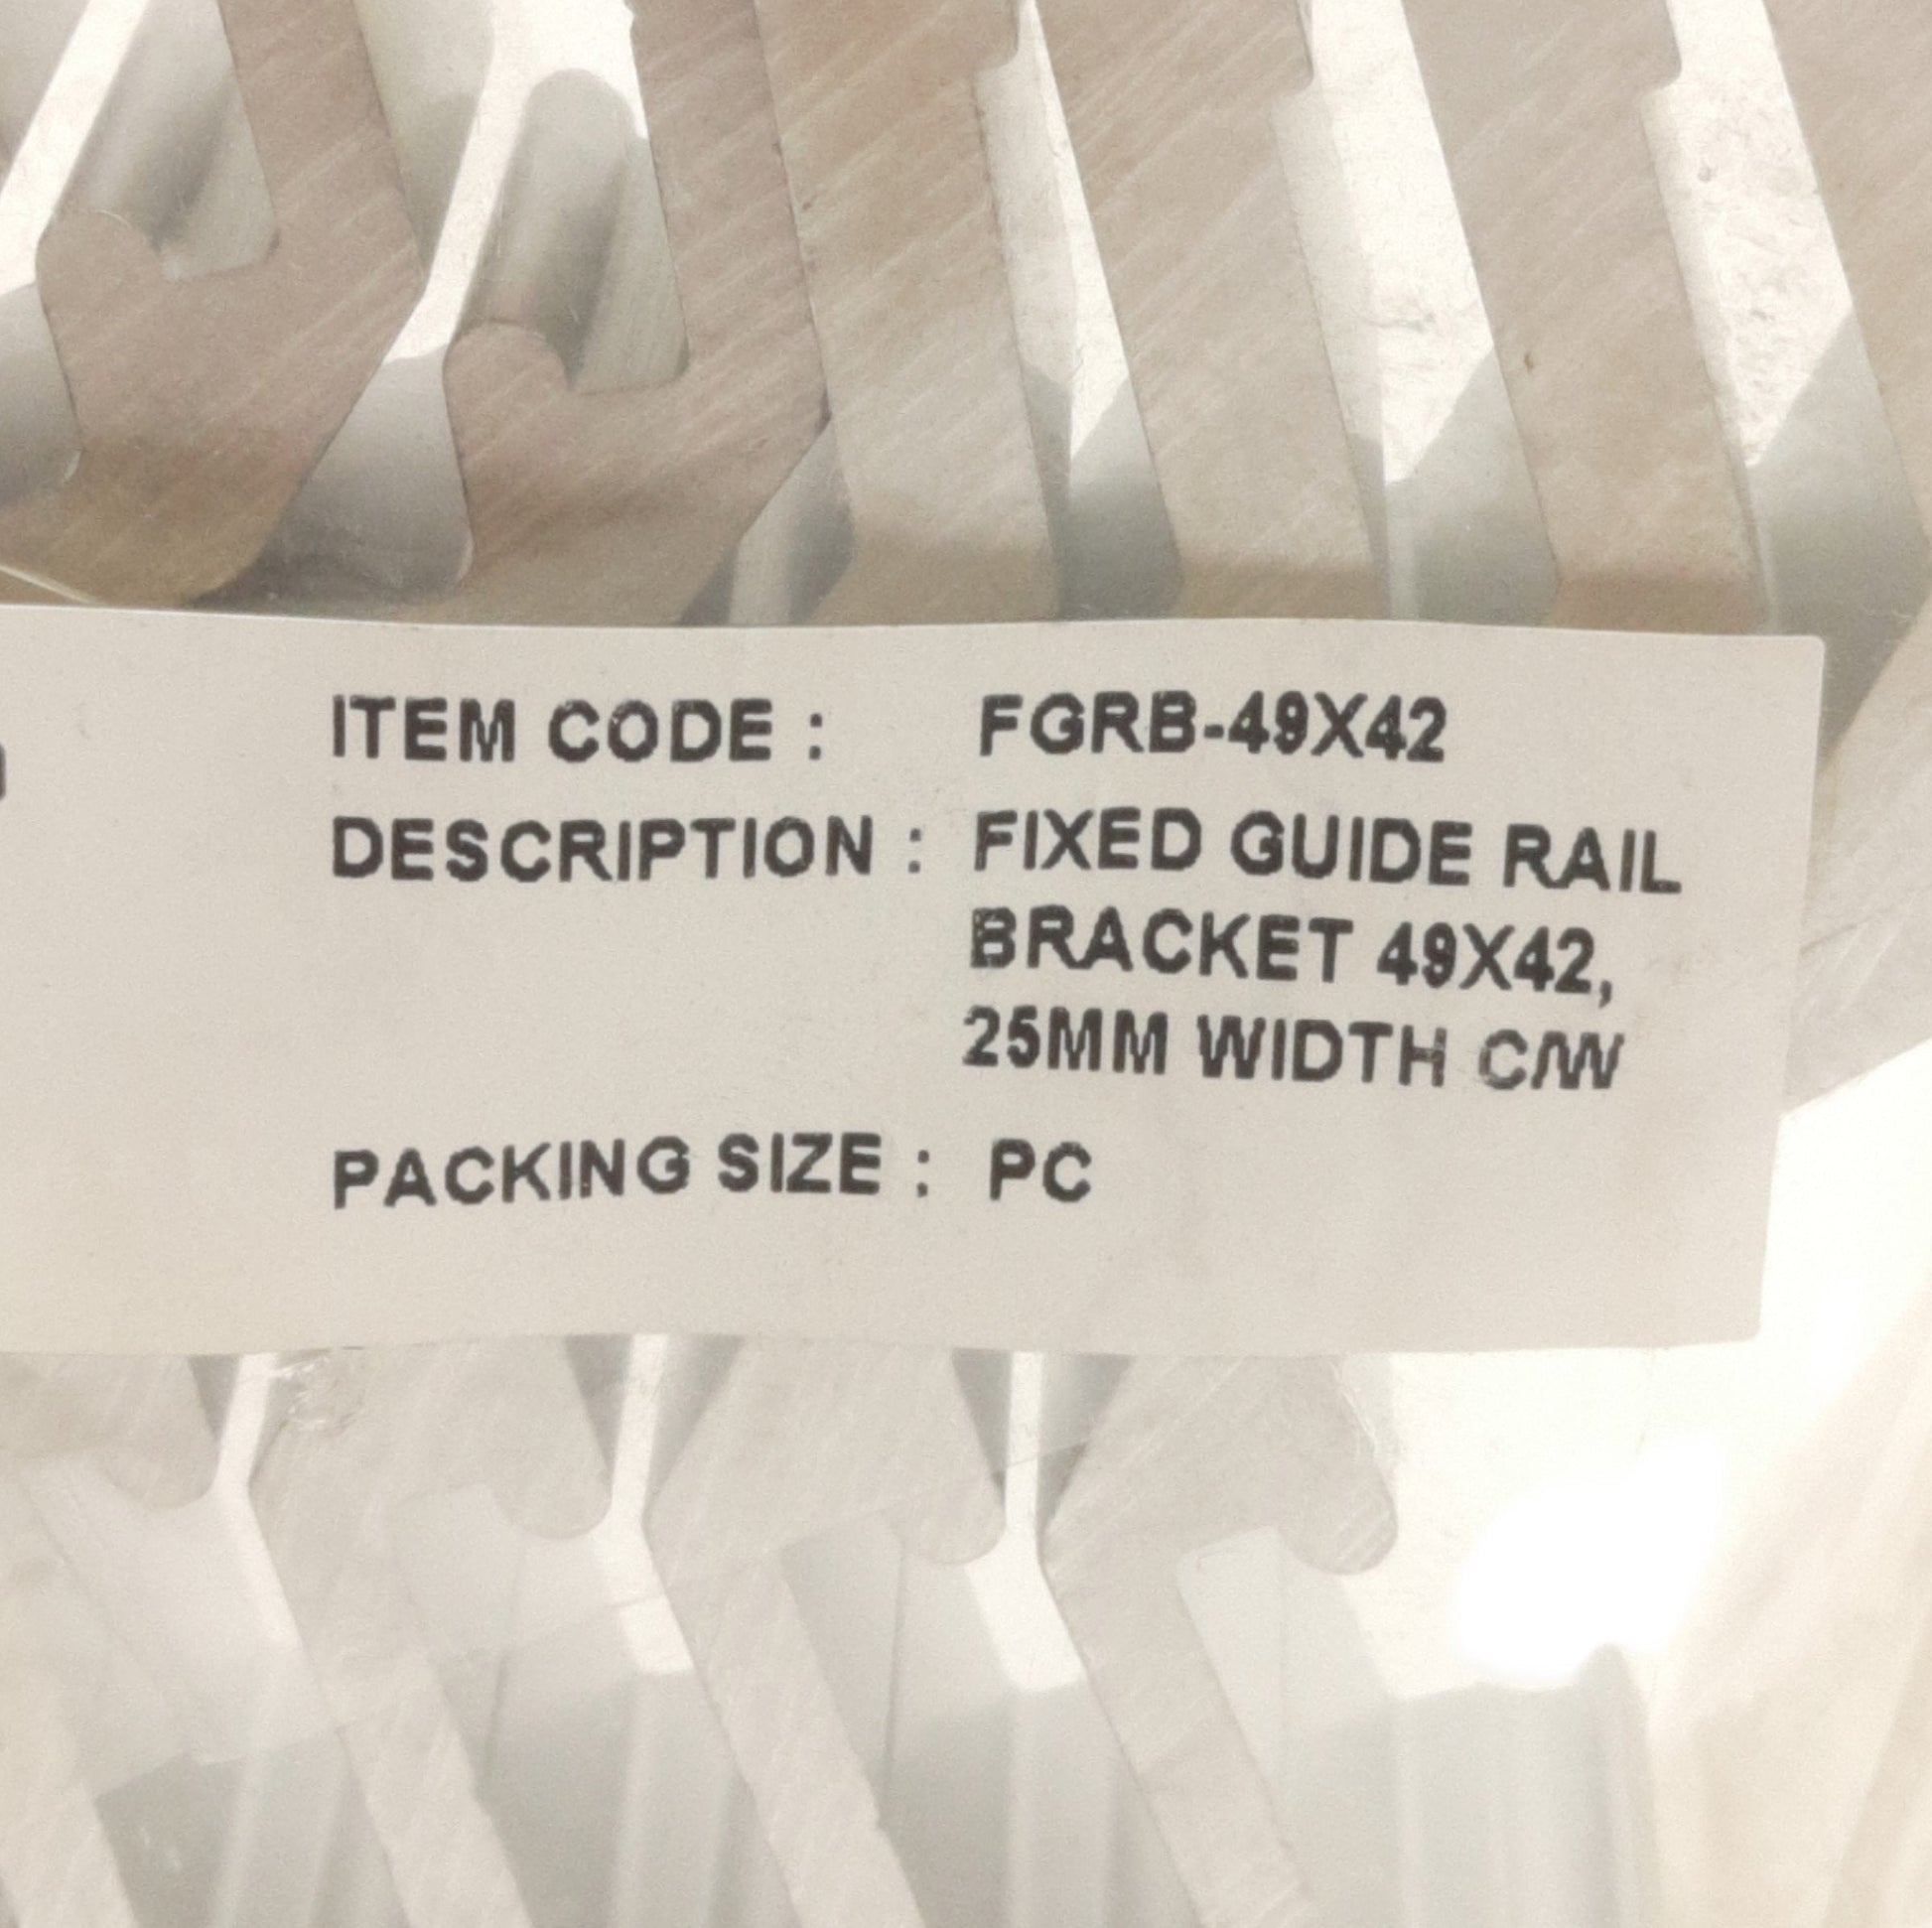 ITEM CODE : FGRB-49X42
DESCRIPTION : FIXED GUIDE RAIL
BRACKET 49X42,
25MM WIDTH C/W
PACKING SIZE : PC